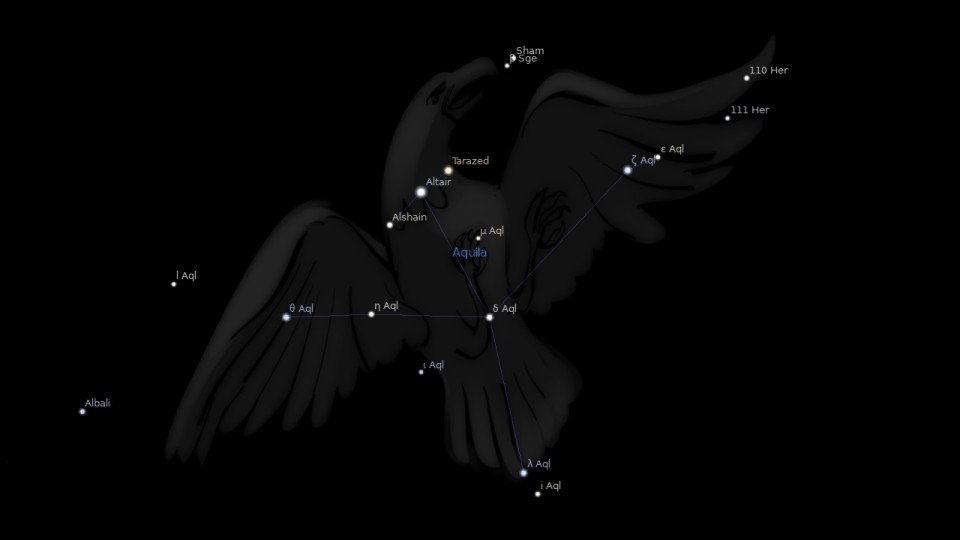 Sham
β Sge
110 Her
111 Her
ε Aql
ζ Aql
Tarazed
Altair
Alshain
μ Aql
Aquila
l Aql
θ Aql
η Aql
δ Aql
ι Aql
Albali
λ Aql
i Aql